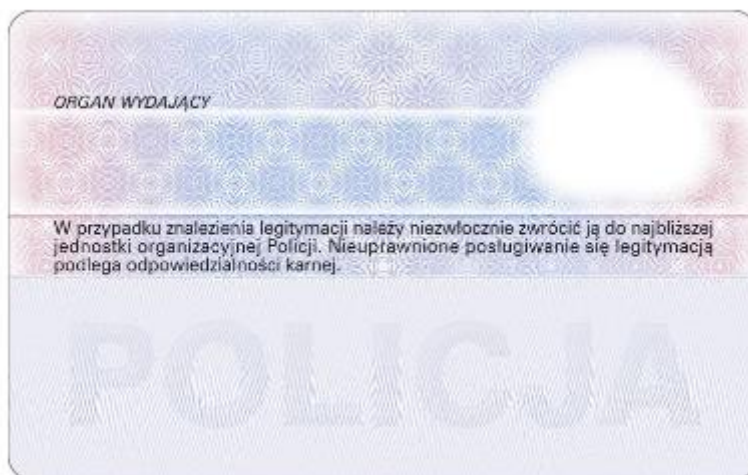 ORGAN WYDAJĄCY
W przypadku znalezienia legitymacji należy niezwłocznie zwrócić ją do najbliższej
jednostki organizacyjnej Policji. Nieuprawnione posługiwanie się legitymacją
podlega odpowiedzialności karnej.
POLICJA